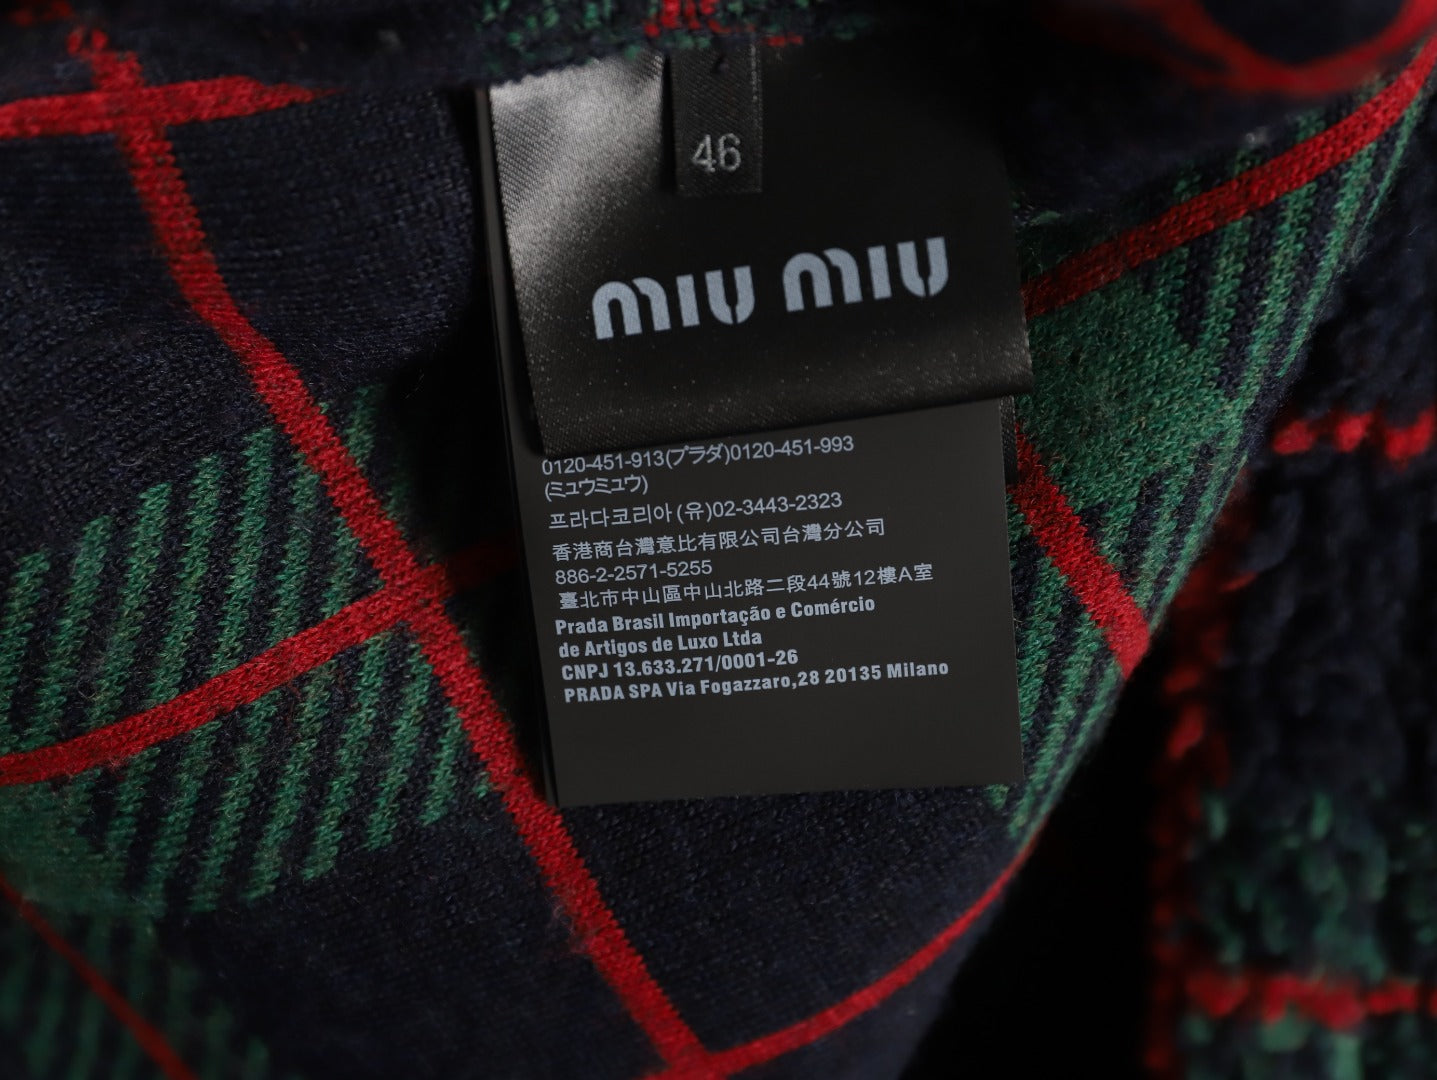 46
miu miu
0120-451-913(プラダ)0120-451-993
(ミュウミュウ)
프라다코리아 (유)02-3443-2323
香港商台灣意比有限公司台灣分公司
886-2-2571-5255
臺北市中山區中山北路二段44號12樓A室
Prada Brasil Importação e Comércio
de Artigos de Luxo Ltda
CNPJ 13.633.271/0001-26
PRADA SPA Via Fogazzaro,28 20135 Milano